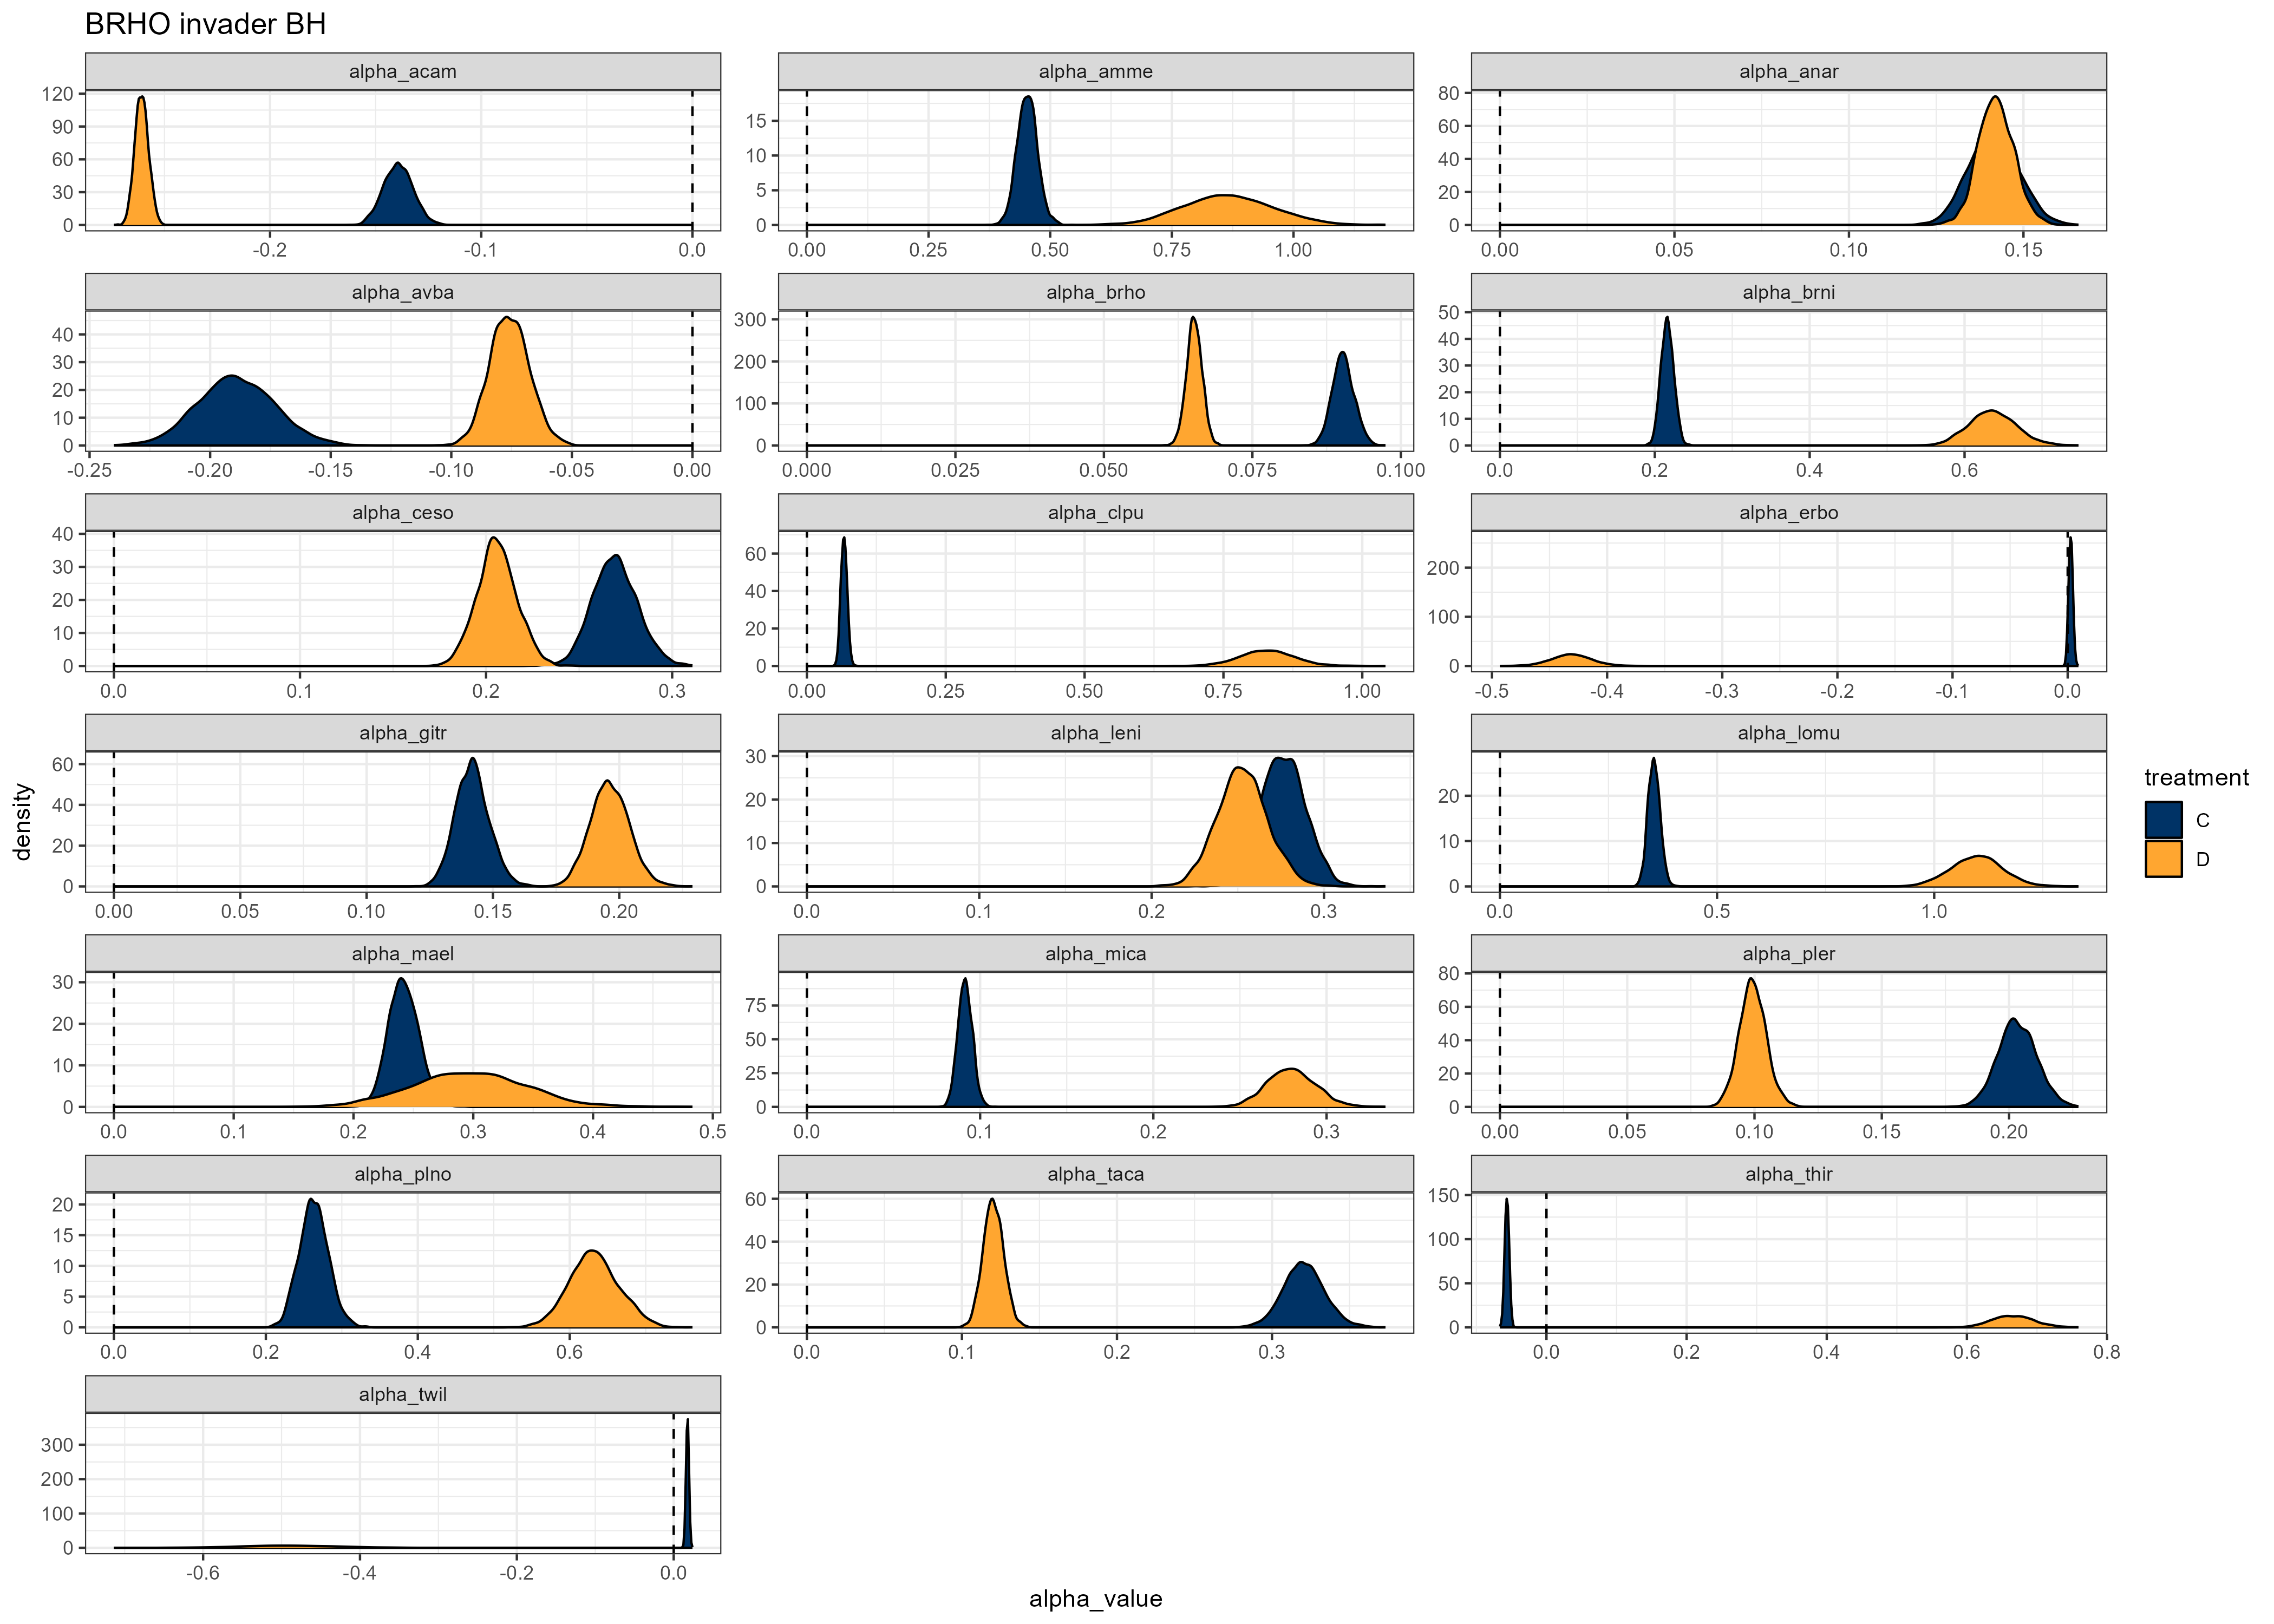 BRHO invader BH
alpha_acam alpha_amme alpha_anar
120 90 60 30 0
15 10 5 0
80 60 40 20 0
-0.2 -0.1 0.0
0.00 0.25 0.50 0.75 1.00
0.00 0.05 0.10 0.15
alpha_avba alpha_brho alpha_brni
40 30 20 10 0
300 200 100 0
50 40 30 20 10 0
-0.25 -0.20 -0.15 -0.10 -0.05 0.00
0.000 0.025 0.050 0.075 0.100
0.0 0.2 0.4 0.6
alpha_ceso alpha_clpu alpha_erbo
40 30 20 10 0
60 40 20 0
200 100 0
0.0 0.1 0.2 0.3
0.00 0.25 0.50 0.75 1.00
-0.5 -0.4 -0.3 -0.2 -0.1 0.0
alpha_gitr alpha_leni alpha_lomu
60 40 20 0
30 20 10 0
20 10 0
0.00 0.05 0.10 0.15 0.20
0.0 0.1 0.2 0.3
0.0 0.5 1.0
alpha_mael alpha_mica alpha_pler
30 20 10 0
75 50 25 0
80 60 40 20 0
0.0 0.1 0.2 0.3 0.4 0.5
0.0 0.1 0.2 0.3
0.00 0.05 0.10 0.15 0.20
alpha_plno alpha_taca alpha_thir
20 15 10 5 0
60 40 20 0
150 100 50 0
0.0 0.2 0.4 0.6
0.0 0.1 0.2 0.3
0.0 0.2 0.4 0.6 0.8
alpha_twil
300 200 100 0
-0.6 -0.4 -0.2 0.0
density
alpha_value
treatment
C
D